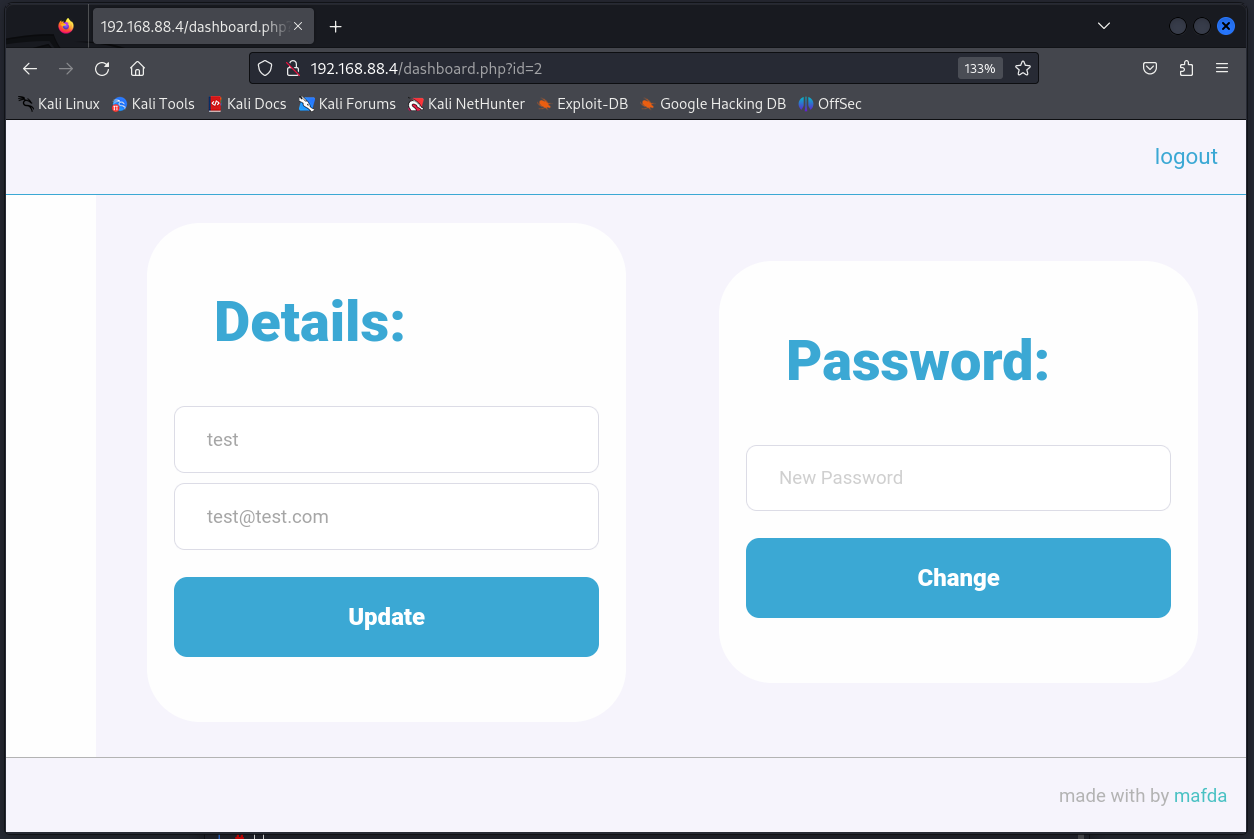 192.168.88.4/dashboard.php?
192.168.88.4/dashboard.php?id=2
133%
Kali Linux Kali Tools Kali Docs Kali Forums Kali NetHunter Exploit-DB Google Hacking DB OffSec
logout
Details:
test
test@test.com
Update
Password:
New Password
Change
made with by mafda